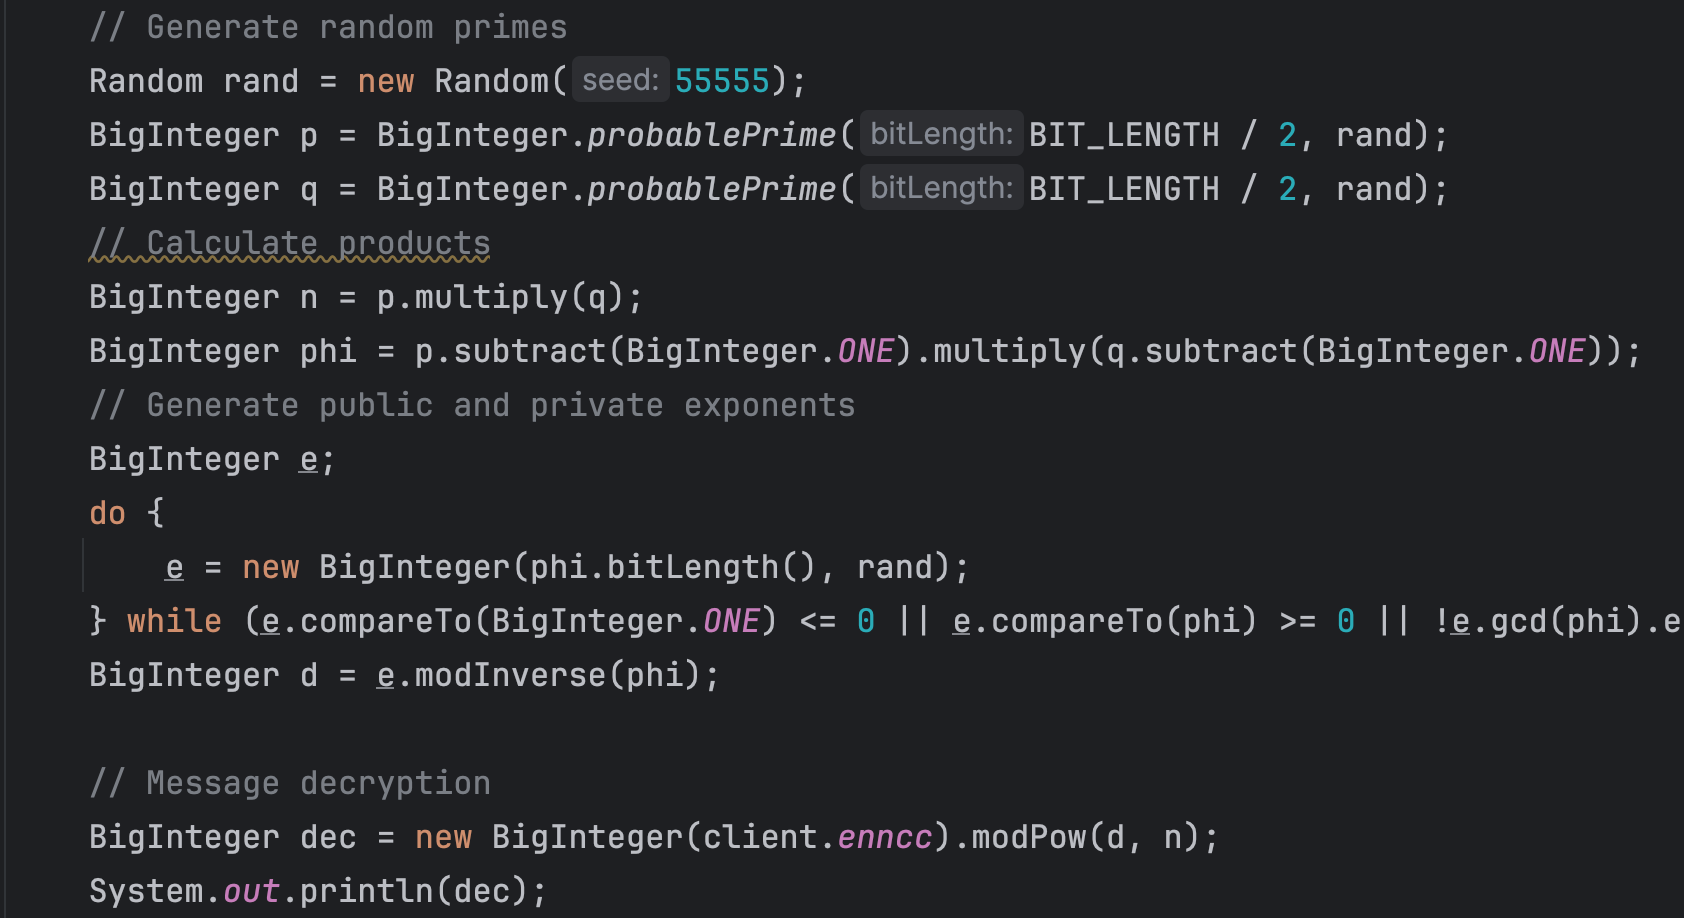 // Generate random primes
Random rand = new Random( seed: 55555);
BigInteger p = BigInteger.probablePrime( bitLength: BIT_LENGTH / 2, rand);
BigInteger q = BigInteger.probablePrime( bitLength: BIT_LENGTH / 2, rand);
// Calculate products
BigInteger n = p.multiply(q);
BigInteger phi = p.subtract(BigInteger.ONE).multiply(q.subtract(BigInteger.ONE));
// Generate public and private exponents
BigInteger e;
do {
    e = new BigInteger(phi.bitLength(), rand);
} while (e.compareTo(BigInteger.ONE) <= 0 || e.compareTo(phi) >= 0 || !e.gcd(phi).e
BigInteger d = e.modInverse(phi);
// Message decryption
BigInteger dec = new BigInteger(client.enncc).modPow(d, n);
System.out.println(dec);